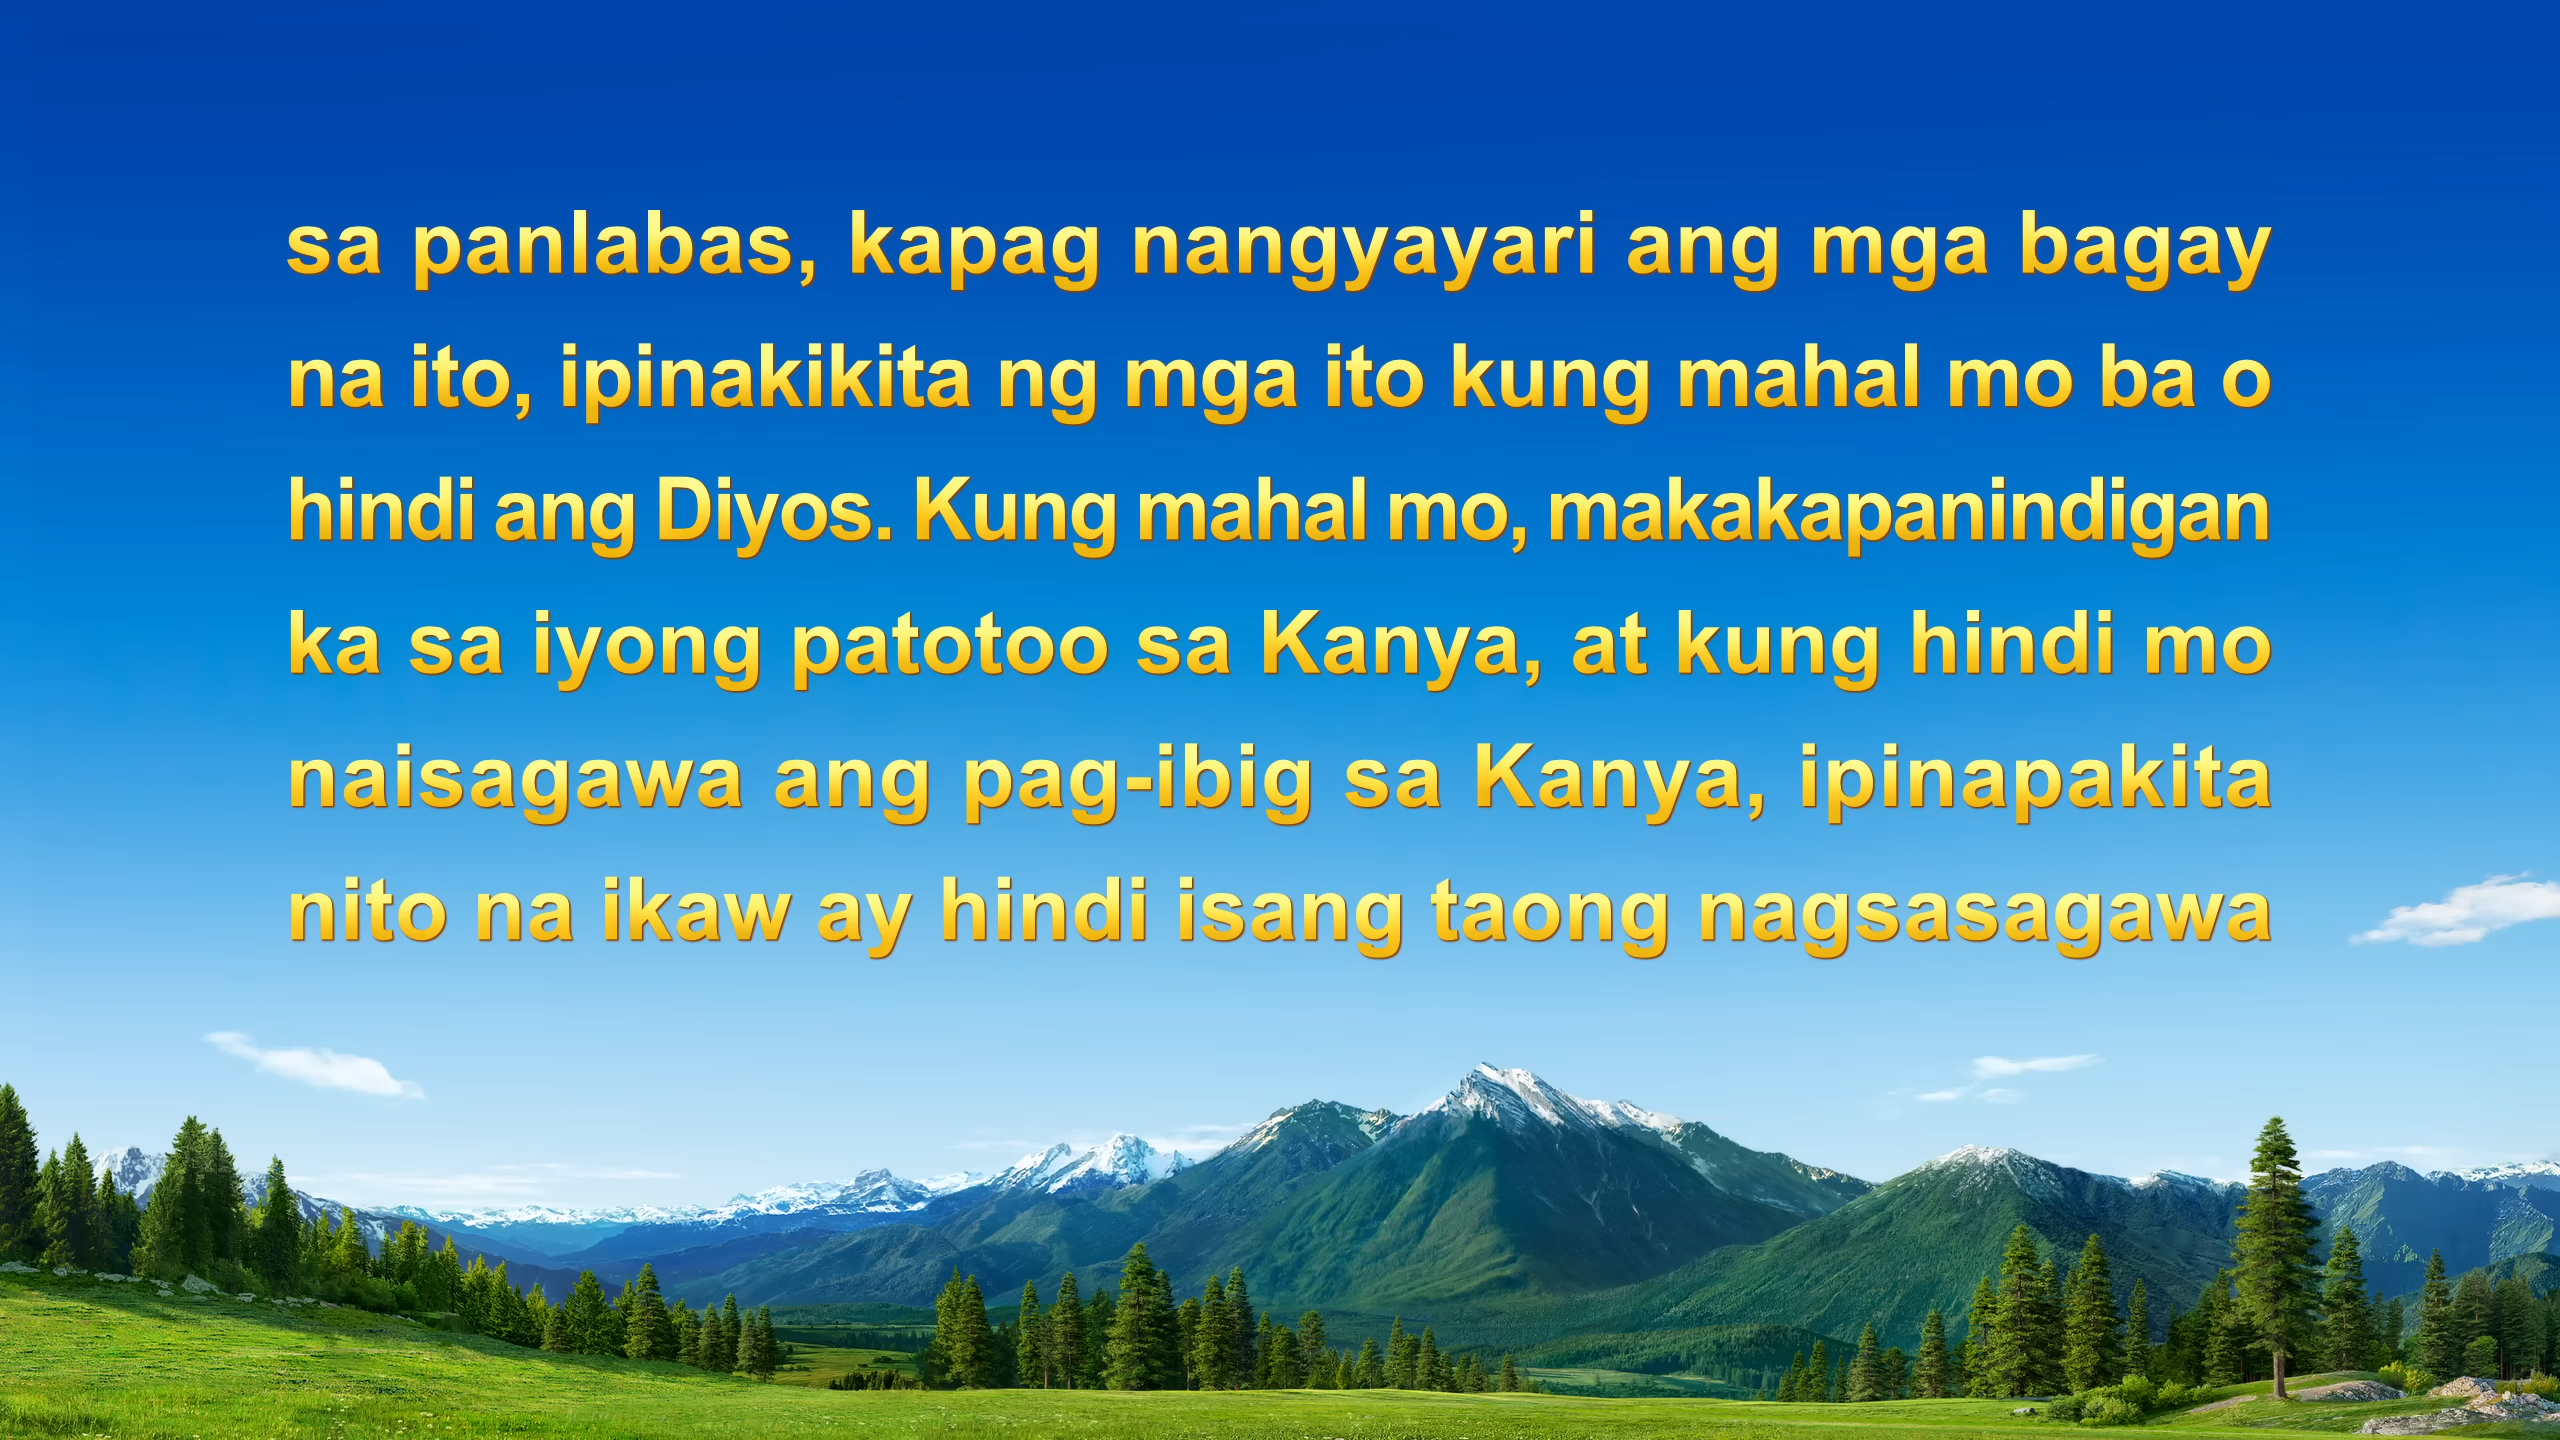 sa panlabas, kapag nangyayari ang mga bagay
na ito, ipinakikita ng mga ito kung mahal mo ba o
hindi ang Diyos. Kung mahal mo, makakapanindigan
ka sa iyong patotoo sa Kanya, at kung hindi mo
naisagawa ang pag-ibig sa Kanya, ipinapakita
nito na ikaw ay hindi isang taong nagsasagawa